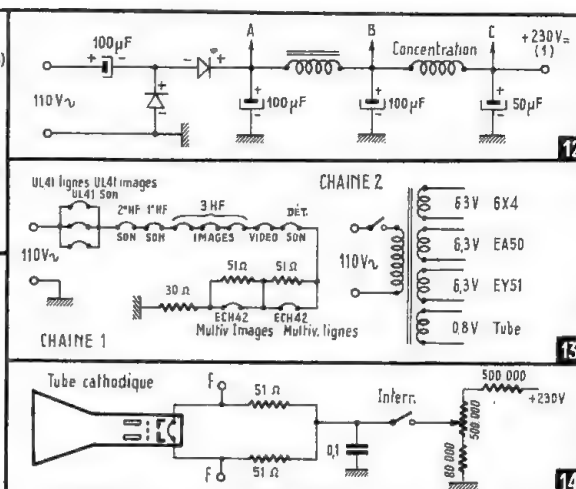 A
B
C
+230V=
(1)
100µF
Concentration
+
-
-
+
110V~
+
-
+
-
100µF
+
-
100µF
+
-
50µF
12
CHAINE 2
UL41 lignes UL41 images
UL41 Son
2eHF 1eHF
3 HF
DÉT.
SON SON IMAGES VIDEO SON
110V~
51Ω
51Ω
30 Ω
ECH42
ECH42
Multiv Images Multiv. lignes
CHAINE 1
110V~
6.3V 6X4
6,3V EA50
6,3V EY51
0,8V Tube
13
Tube cathodique
F
51 Ω
Interr.
500 000
+230V
500.000
0,1
80 000
F
51 Ω
14